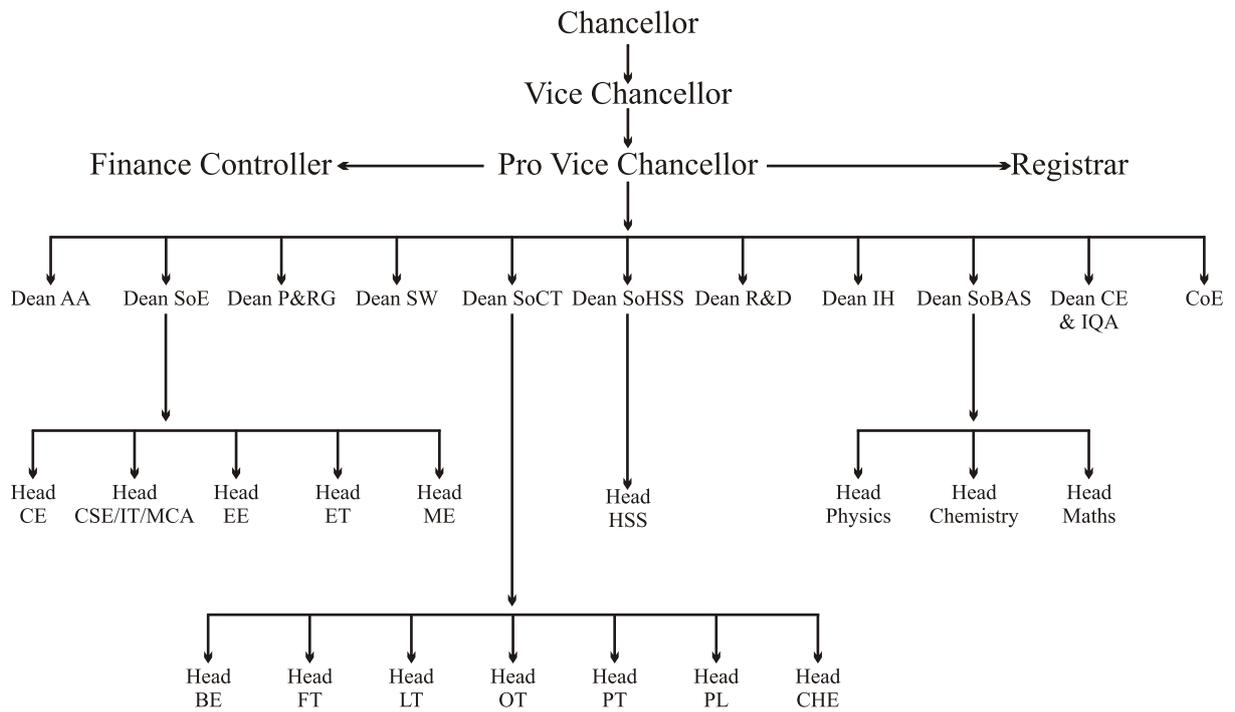 Chancellor
Vice Chancellor
Finance Controller Pro Vice Chancellor Registrar
Dean AA Dean SoE Dean P&RG Dean SW Dean SoCT Dean SoHSS Dean R&D Dean IH Dean SoBAS Dean CE CoE
& IQA
Head Head Head Head Head Head Head Head Head
CE CSE/IT/MCA EE ET ME HSS Physics Chemistry Maths
Head Head Head Head Head Head Head
BE FT LT OT PT PL CHE